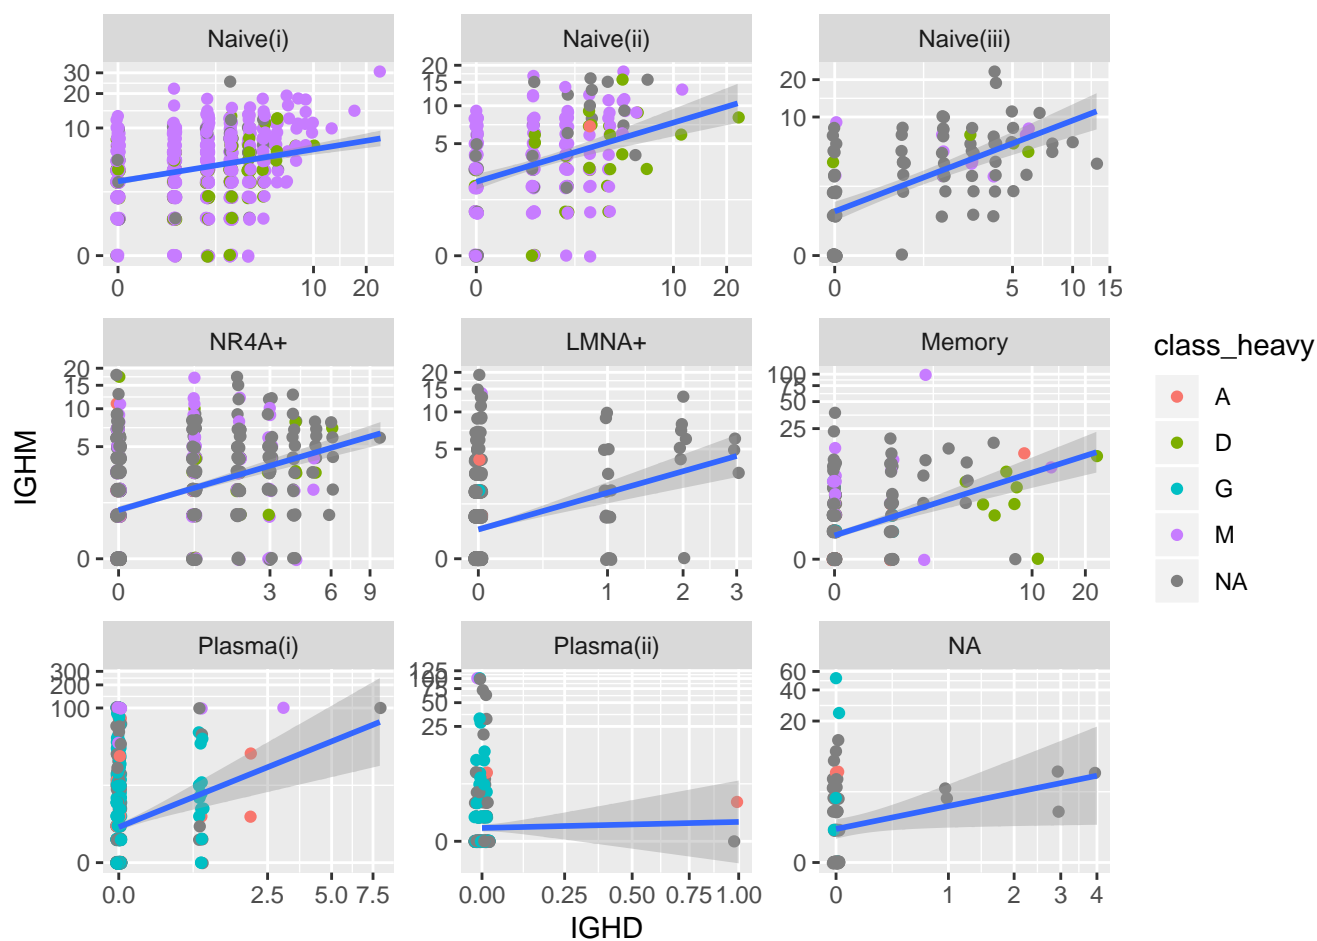 Naive(i) Naive(ii) Naive(iii)
30 20 10 0
20 15 10 5 0
20 10 0
0 10 20
0 10 20
0 5 10 15
NR4A+ LMNA+ Memory
20 15 10 5 0
20 15 10 5 0
100 75 50 25 0
0 3 6 9
0 1 2 3
0 10 20
Plasma(i) Plasma(ii) NA
300 200 100 0
125 100 75 50 25 0
60 40 20 0
0.0 2.5 5.0 7.5
0.00 0.25 0.50 0.75 1.00
0 1 2 3 4
IGHM
IGHD
class_heavy
A
D
G
M
NA